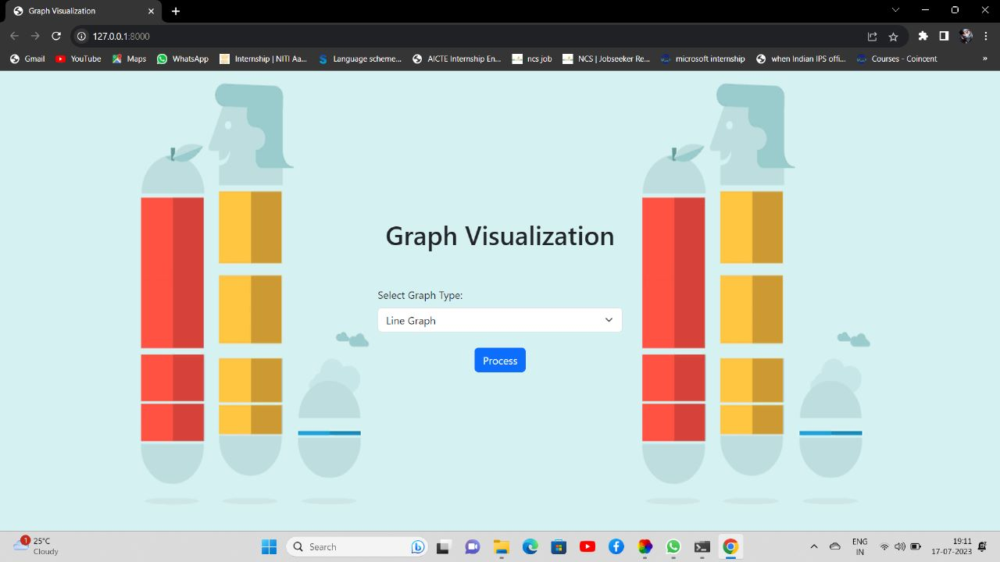 Graph Visualization
127.0.0.1:8000
Gmail
YouTube
Maps
WhatsApp
Internship | NITI Aa...
Language scheme...
AICTE Internship En...
ncs job
NCS | JobSeeker Re...
microsoft internship
when Indian IPS offi...
Courses - Coincent
»
Graph Visualization
Select Graph Type:
Line Graph
Process
1
25°C
Cloudy
Search
ENG
IN
19:11
17-07-2023